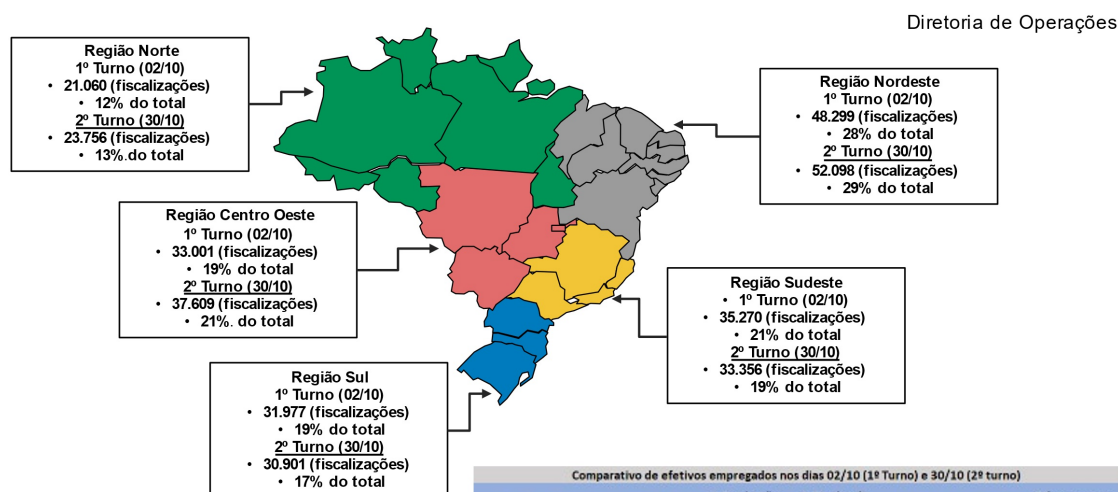 Diretoria de Operações
Região Norte
1º Turno (02/10)
• 21.060 (fiscalizações)
• 12% do total
2º Turno (30/10)
• 23.756 (fiscalizações)
• 13%.do total
Região Nordeste
1º Turno (02/10)
• 48.299 (fiscalizações)
• 28% do total
2º Turno (30/10)
• 52.098 (fiscalizações)
• 29% do total
Região Centro Oeste
1º Turno (02/10)
• 33.001 (fiscalizações)
• 19% do total
2º Turno (30/10)
• 37.609 (fiscalizações)
• 21%. do total
Região Sudeste
• 1º Turno (02/10)
• 35.270 (fiscalizações)
• 21% do total
2º Turno (30/10)
• 33.356 (fiscalizações)
• 19% do total
Região Sul
1º Turno (02/10)
• 31.977 (fiscalizações)
• 19% do total
2º Turno (30/10)
• 30.901 (fiscalizações)
• 17% do total
Comparativo de efetivos empregados nos dias 02/10 (1º Turno) e 30/10 (2º turno)